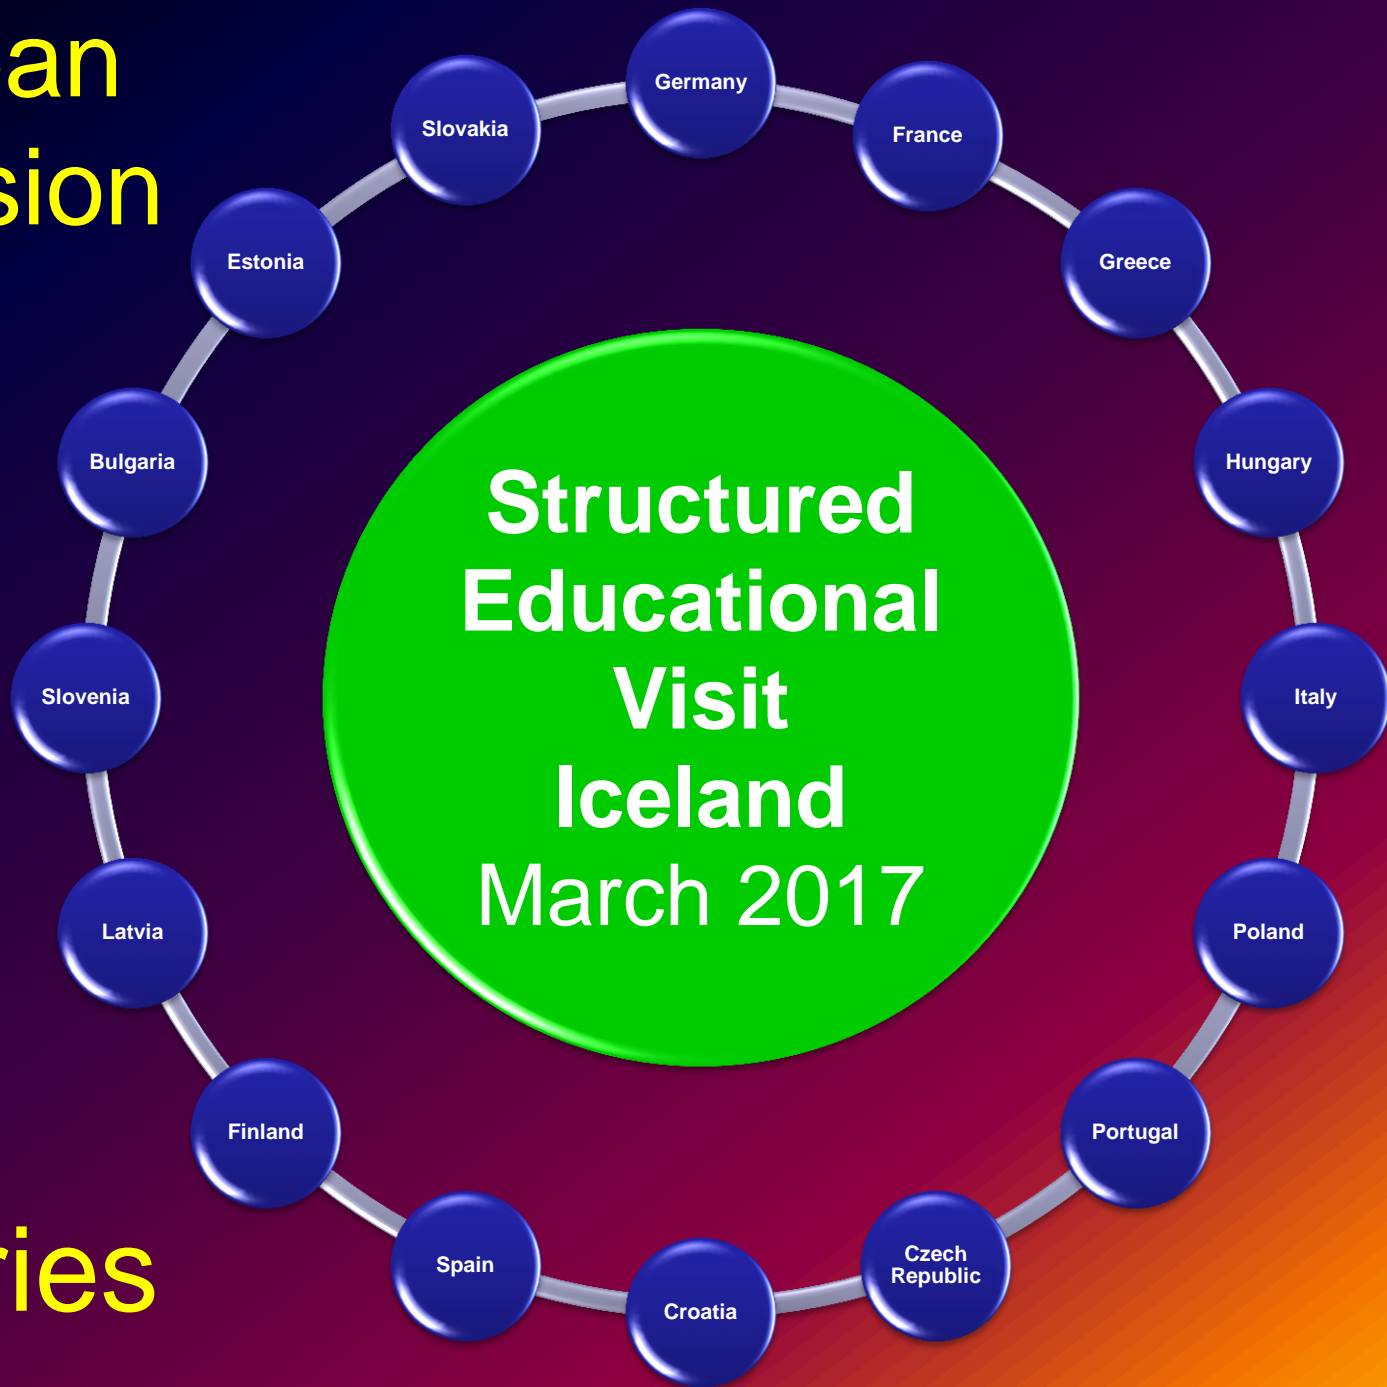 an
sion
Germany
France
Greece
Hungary
Italy
Poland
Portugal
Czech
Republic
Croatia
Spain
Finland
Latvia
Slovenia
Bulgaria
Estonia
Slovakia
Structured
Educational
Visit
Iceland
March 2017
ries